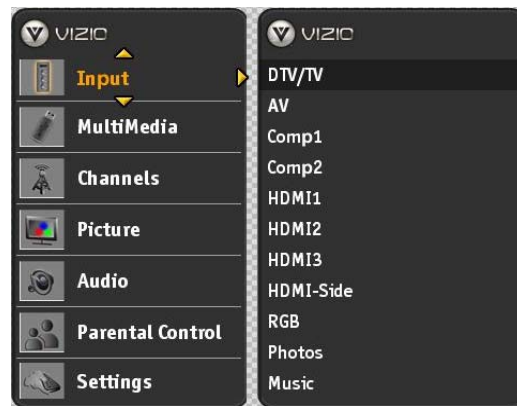 VIZIO
Input
MultiMedia
Channels
Picture
Audio
Parental Control
Settings
VIZIO
DTV/TV
AV
Comp1
Comp2
HDMI1
HDMI2
HDMI3
HDMI-Side
RGB
Photos
Music